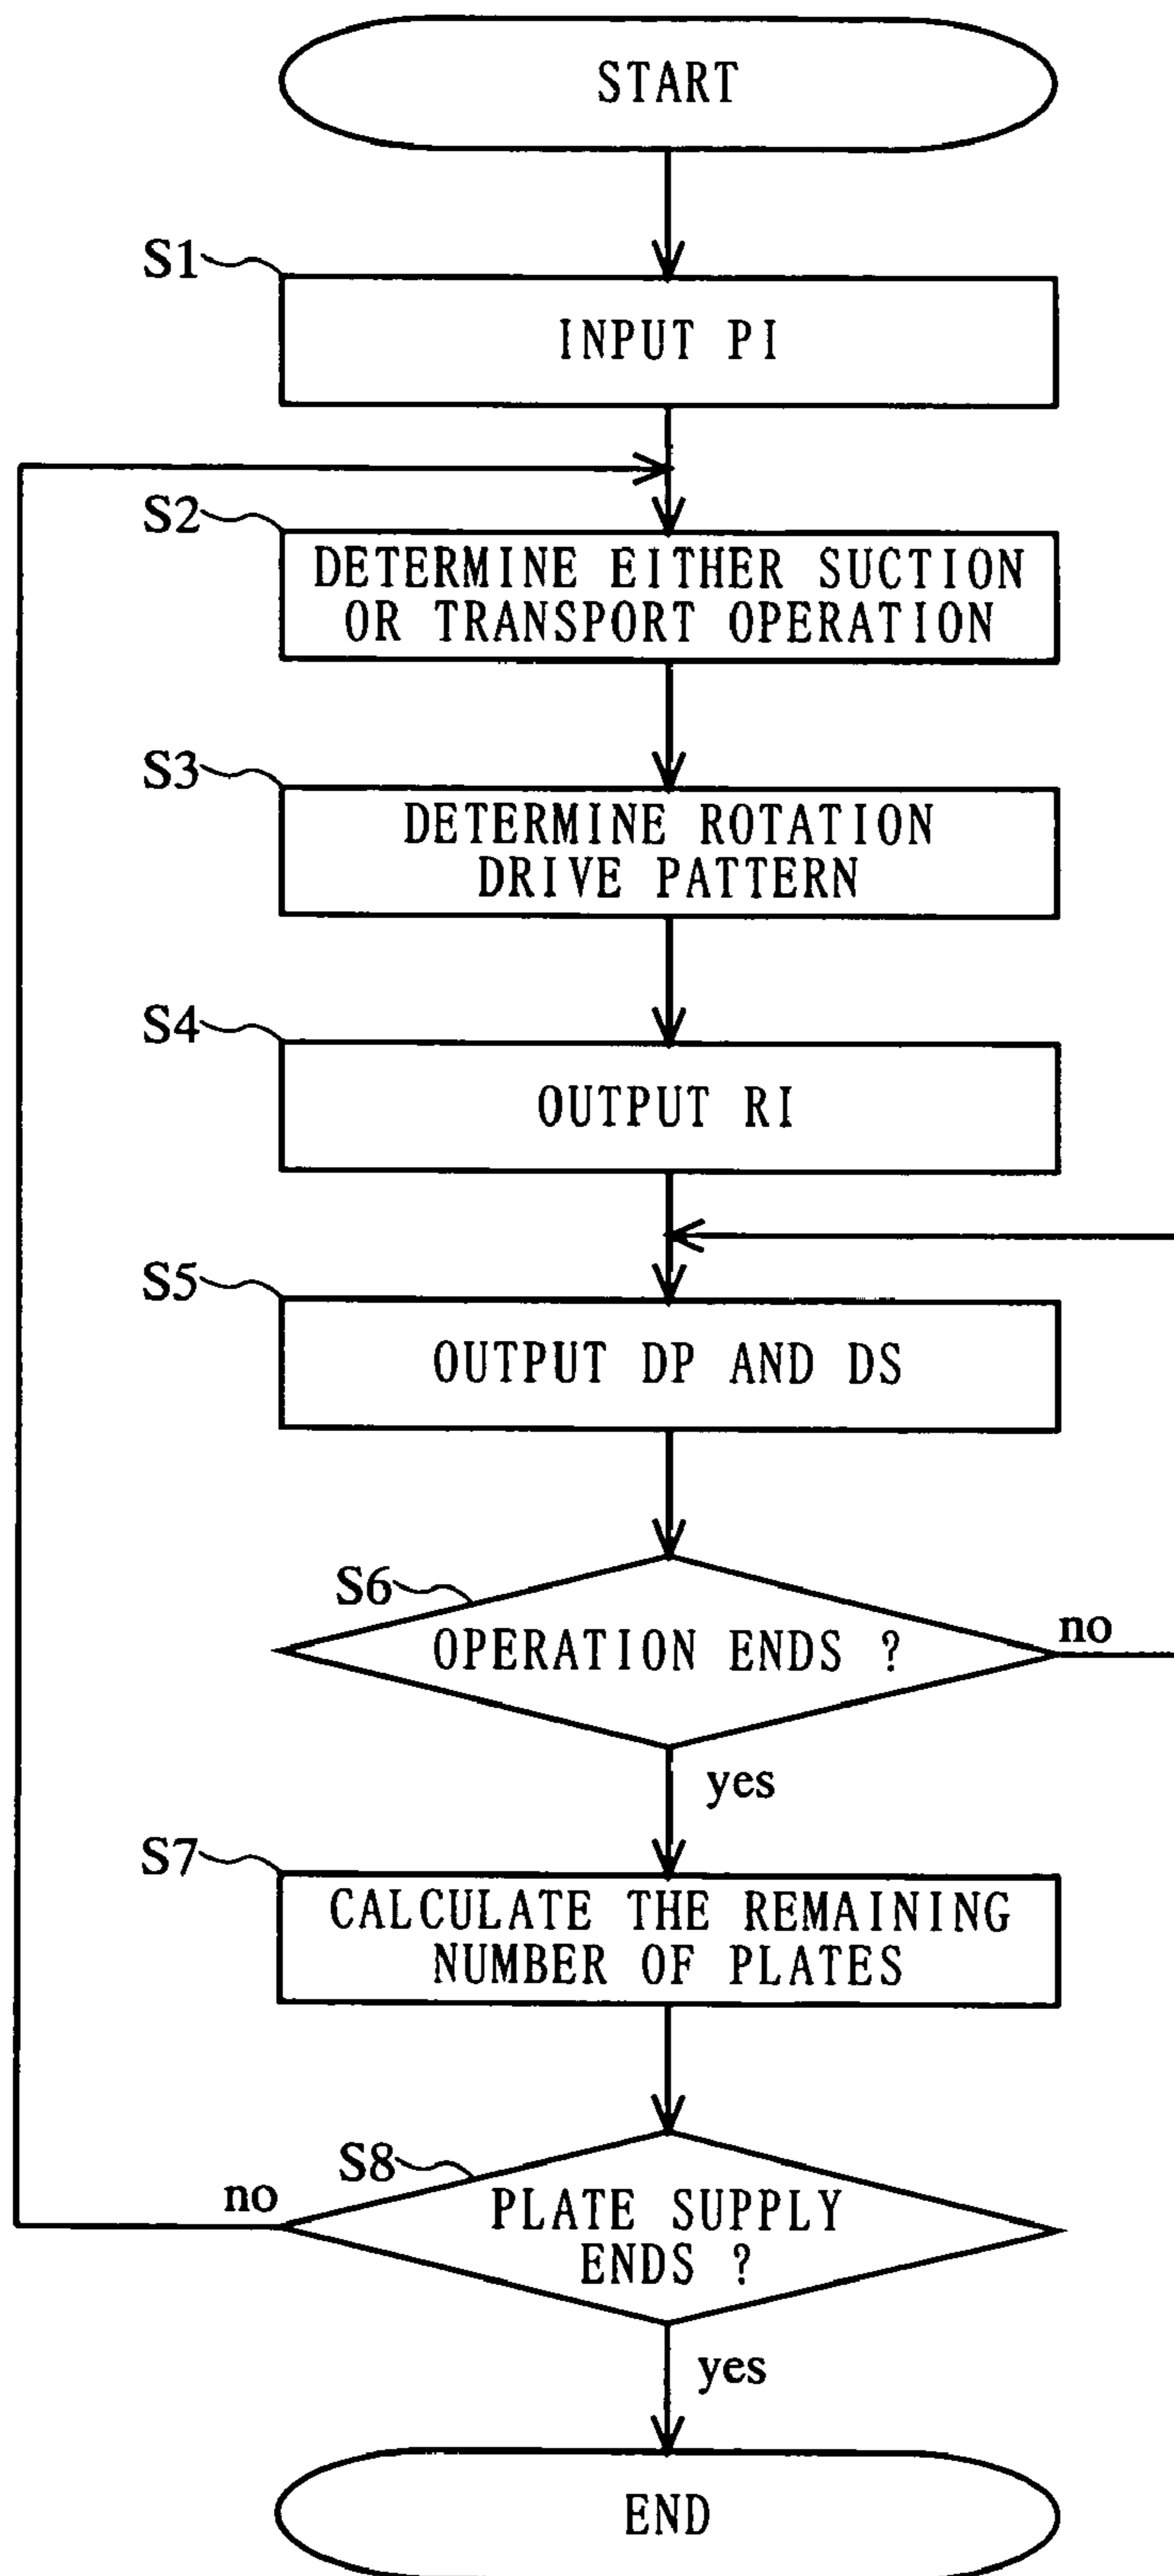 START
S1
INPUT PI
S2
DETERMINE EITHER SUCTION
OR TRANSPORT OPERATION
S3
DETERMINE ROTATION
DRIVE PATTERN
S4
OUTPUT RI
S5
OUTPUT DP AND DS
S6
OPERATION ENDS ?
no
yes
S7
CALCULATE THE REMAINING
NUMBER OF PLATES
S8
no
PLATE SUPPLY
ENDS ?
yes
END